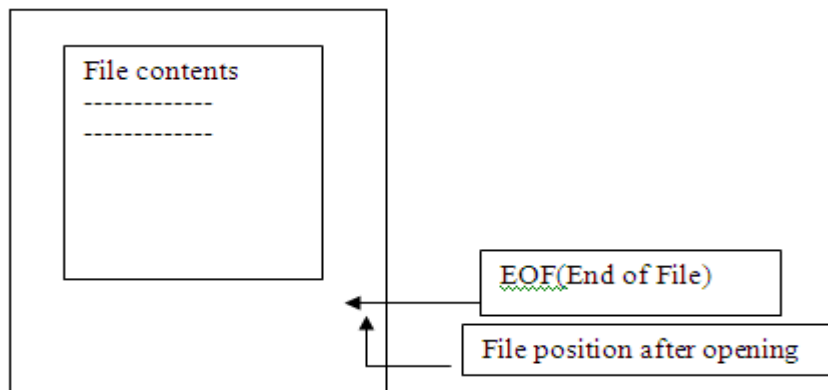 File contents
-------------
-------------
EOF(End of File)
File position after opening